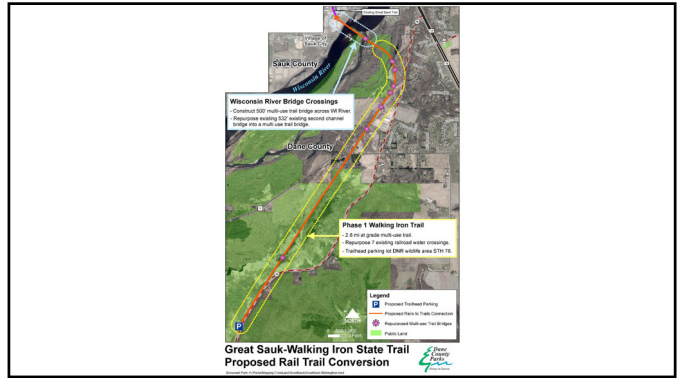 Existing Great Sauk Trail
Village of
Sauk City
Sauk County
Wisconsin River
Wisconsin River Bridge Crossings
- Construct 500' multi-use trail bridge across WI River.
- Repurpose existing 532' existing second channel
bridge into a multi use trail bridge.
Dane County
Phase 1 Walking Iron Trail
- 2.8 mi at grade multi-use trail
- Repurpose 7 existing railroad water crossings.
- Trailhead parking lot DNR wildlife area STH 78.
Legend
P Proposed Trailhead Parking
Proposed Rails to Trails Connection
Repurposed Multi-use Trail Bridges
Public Land
NORTH
Feet
P
Great Sauk-Walking Iron State Trail
Proposed Rail Trail Conversion
Dane
County
Parks